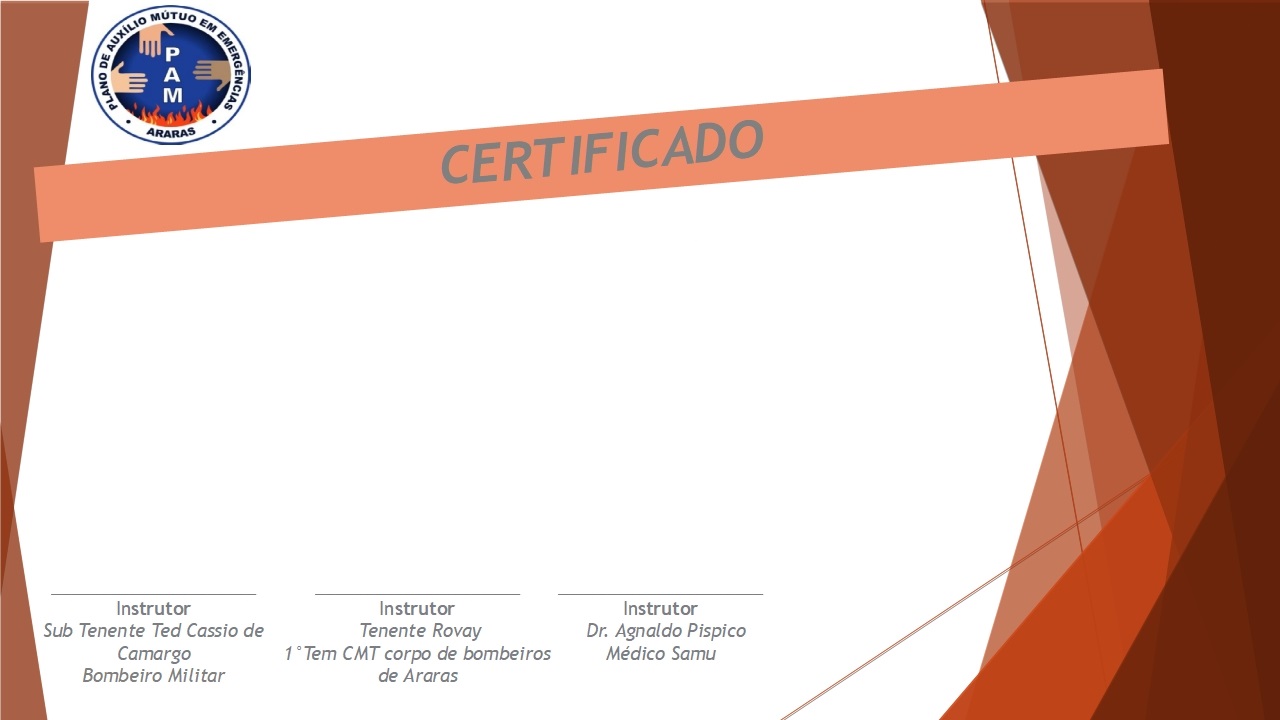 PLANO DE AUXÍLIO MÚTUO EM EMERGÊNCIAS
P
A
M
ARARAS
CERTIFICADO
Instrutor
Sub Tenente Ted Cassio de
Camargo
Bombeiro Militar
Instrutor
Tenente Rovay
1°Tem CMT corpo de bombeiros
de Araras
Instrutor
Dr. Agnaldo Pispico
Médico Samu